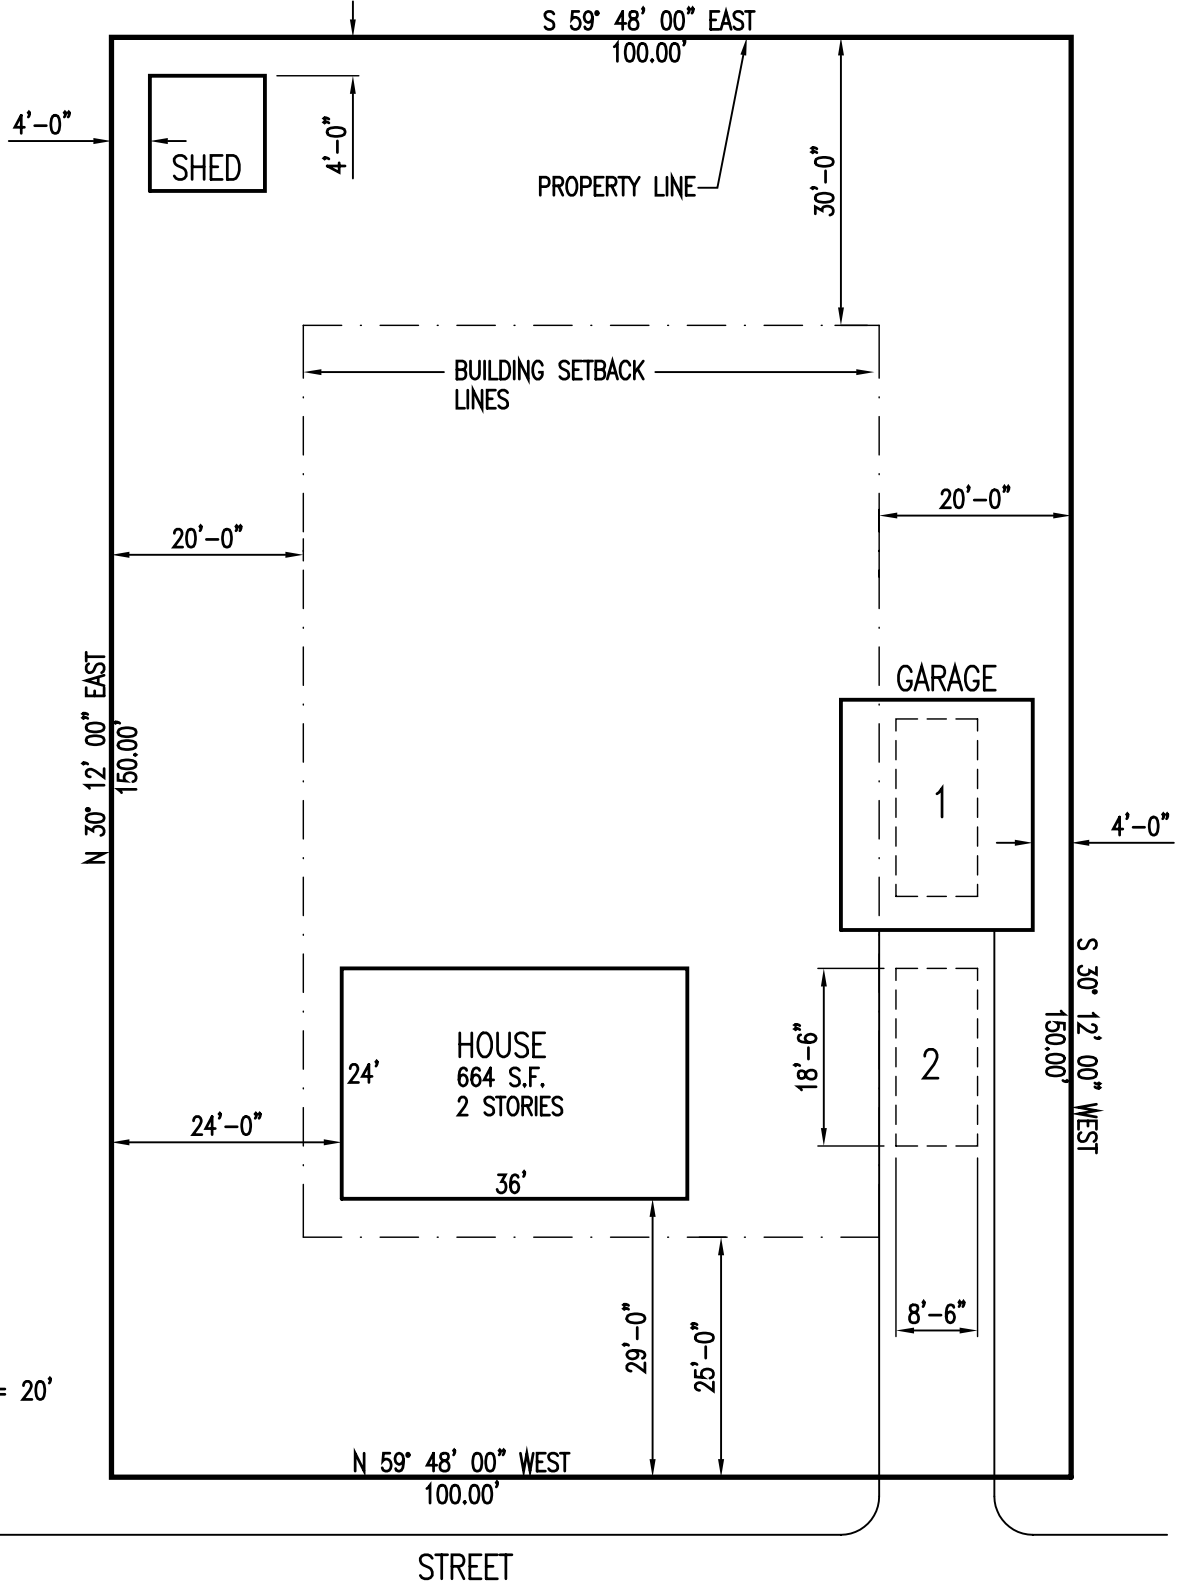 S 59° 48' 00" EAST
100.00'
4'-0"
SHED
4'-0"
PROPERTY LINE
30'-0"
BUILDING SETBACK
LINES
20'-0"
20'-0"
GARAGE
1
N 30° 12' 00" EAST
150.00'
4'-0"
S 30° 12' 00" WEST
150.00'
HOUSE
664 S.F.
2 STORIES
24'
36'
24'-0"
18'-6"
2
8'-6"
29'-0"
25'-0"
= 20'
N 59° 48' 00" WEST
100.00'
STREET